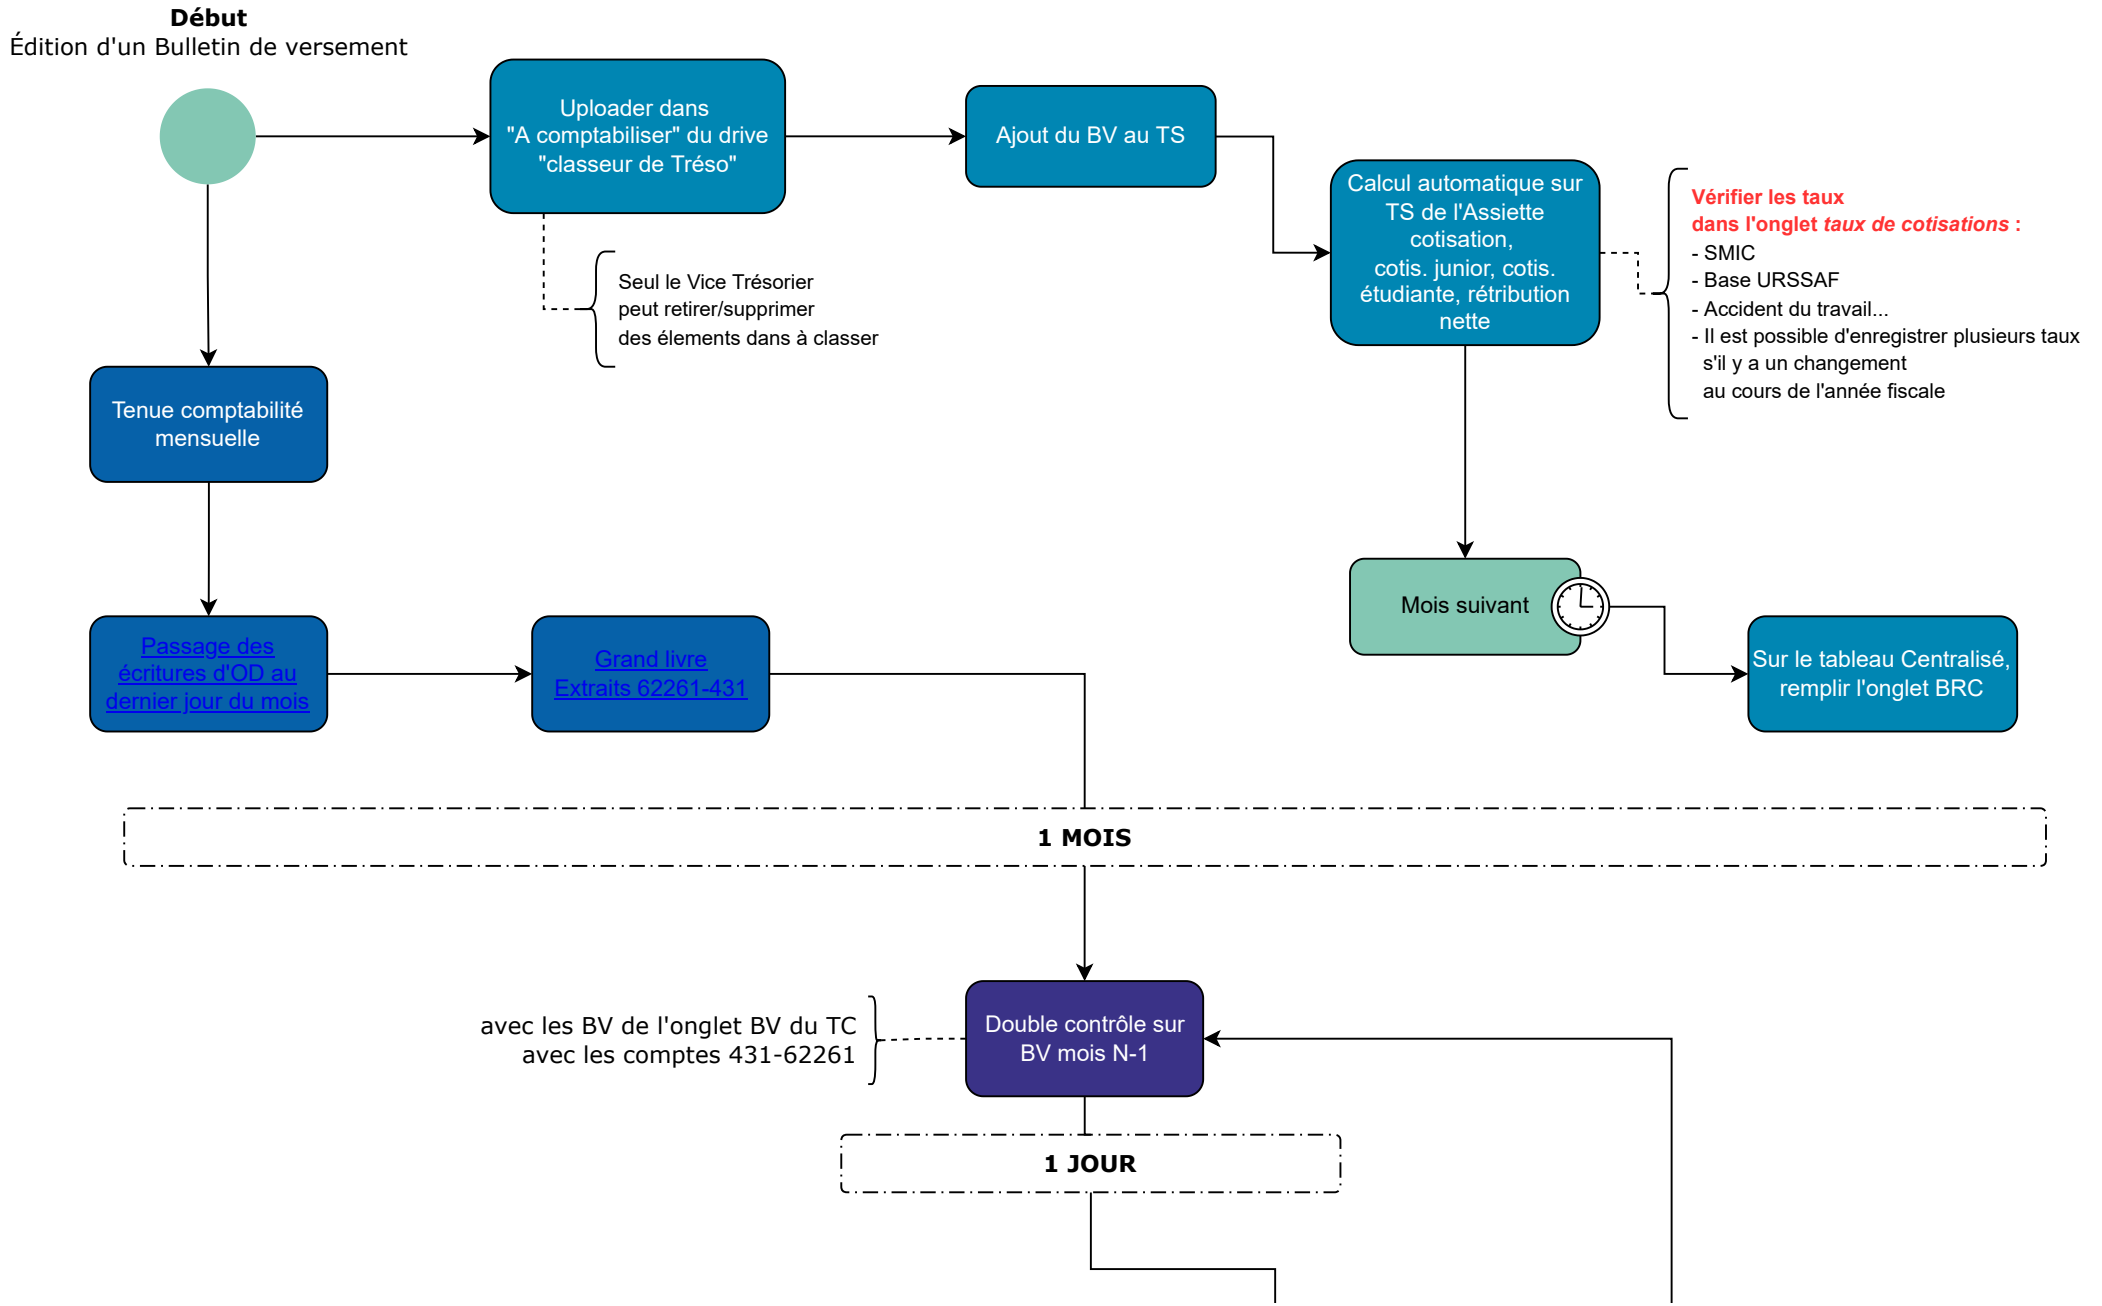 Début
Édition d'un Bulletin de versement
Uploader dans
"A comptabiliser" du drive
"classeur de Tréso"
Ajout du BV au TS
Calcul automatique sur
TS de l'Assiette
cotisation,
cotis. junior, cotis.
étudiante, rétribution
nette
Vérifier les taux
dans l'onglet taux de cotisations :
- SMIC
- Base URSSAF
- Accident du travail...
- Il est possible d'enregistrer plusieurs taux
s'il y a un changement
au cours de l'année fiscale
Seul le Vice Trésorier
peut retirer/supprimer
des élements dans à classer
Tenue comptabilité
mensuelle
Passage des
écritures d'OD au
dernier jour du mois
Grand livre
Extraits 62261-431
Mois suivant
Sur le tableau Centralisé,
remplir l'onglet BRC
1 MOIS
avec les BV de l'onglet BV du TC
avec les comptes 431-62261
Double contrôle sur
BV mois N-1
1 JOUR